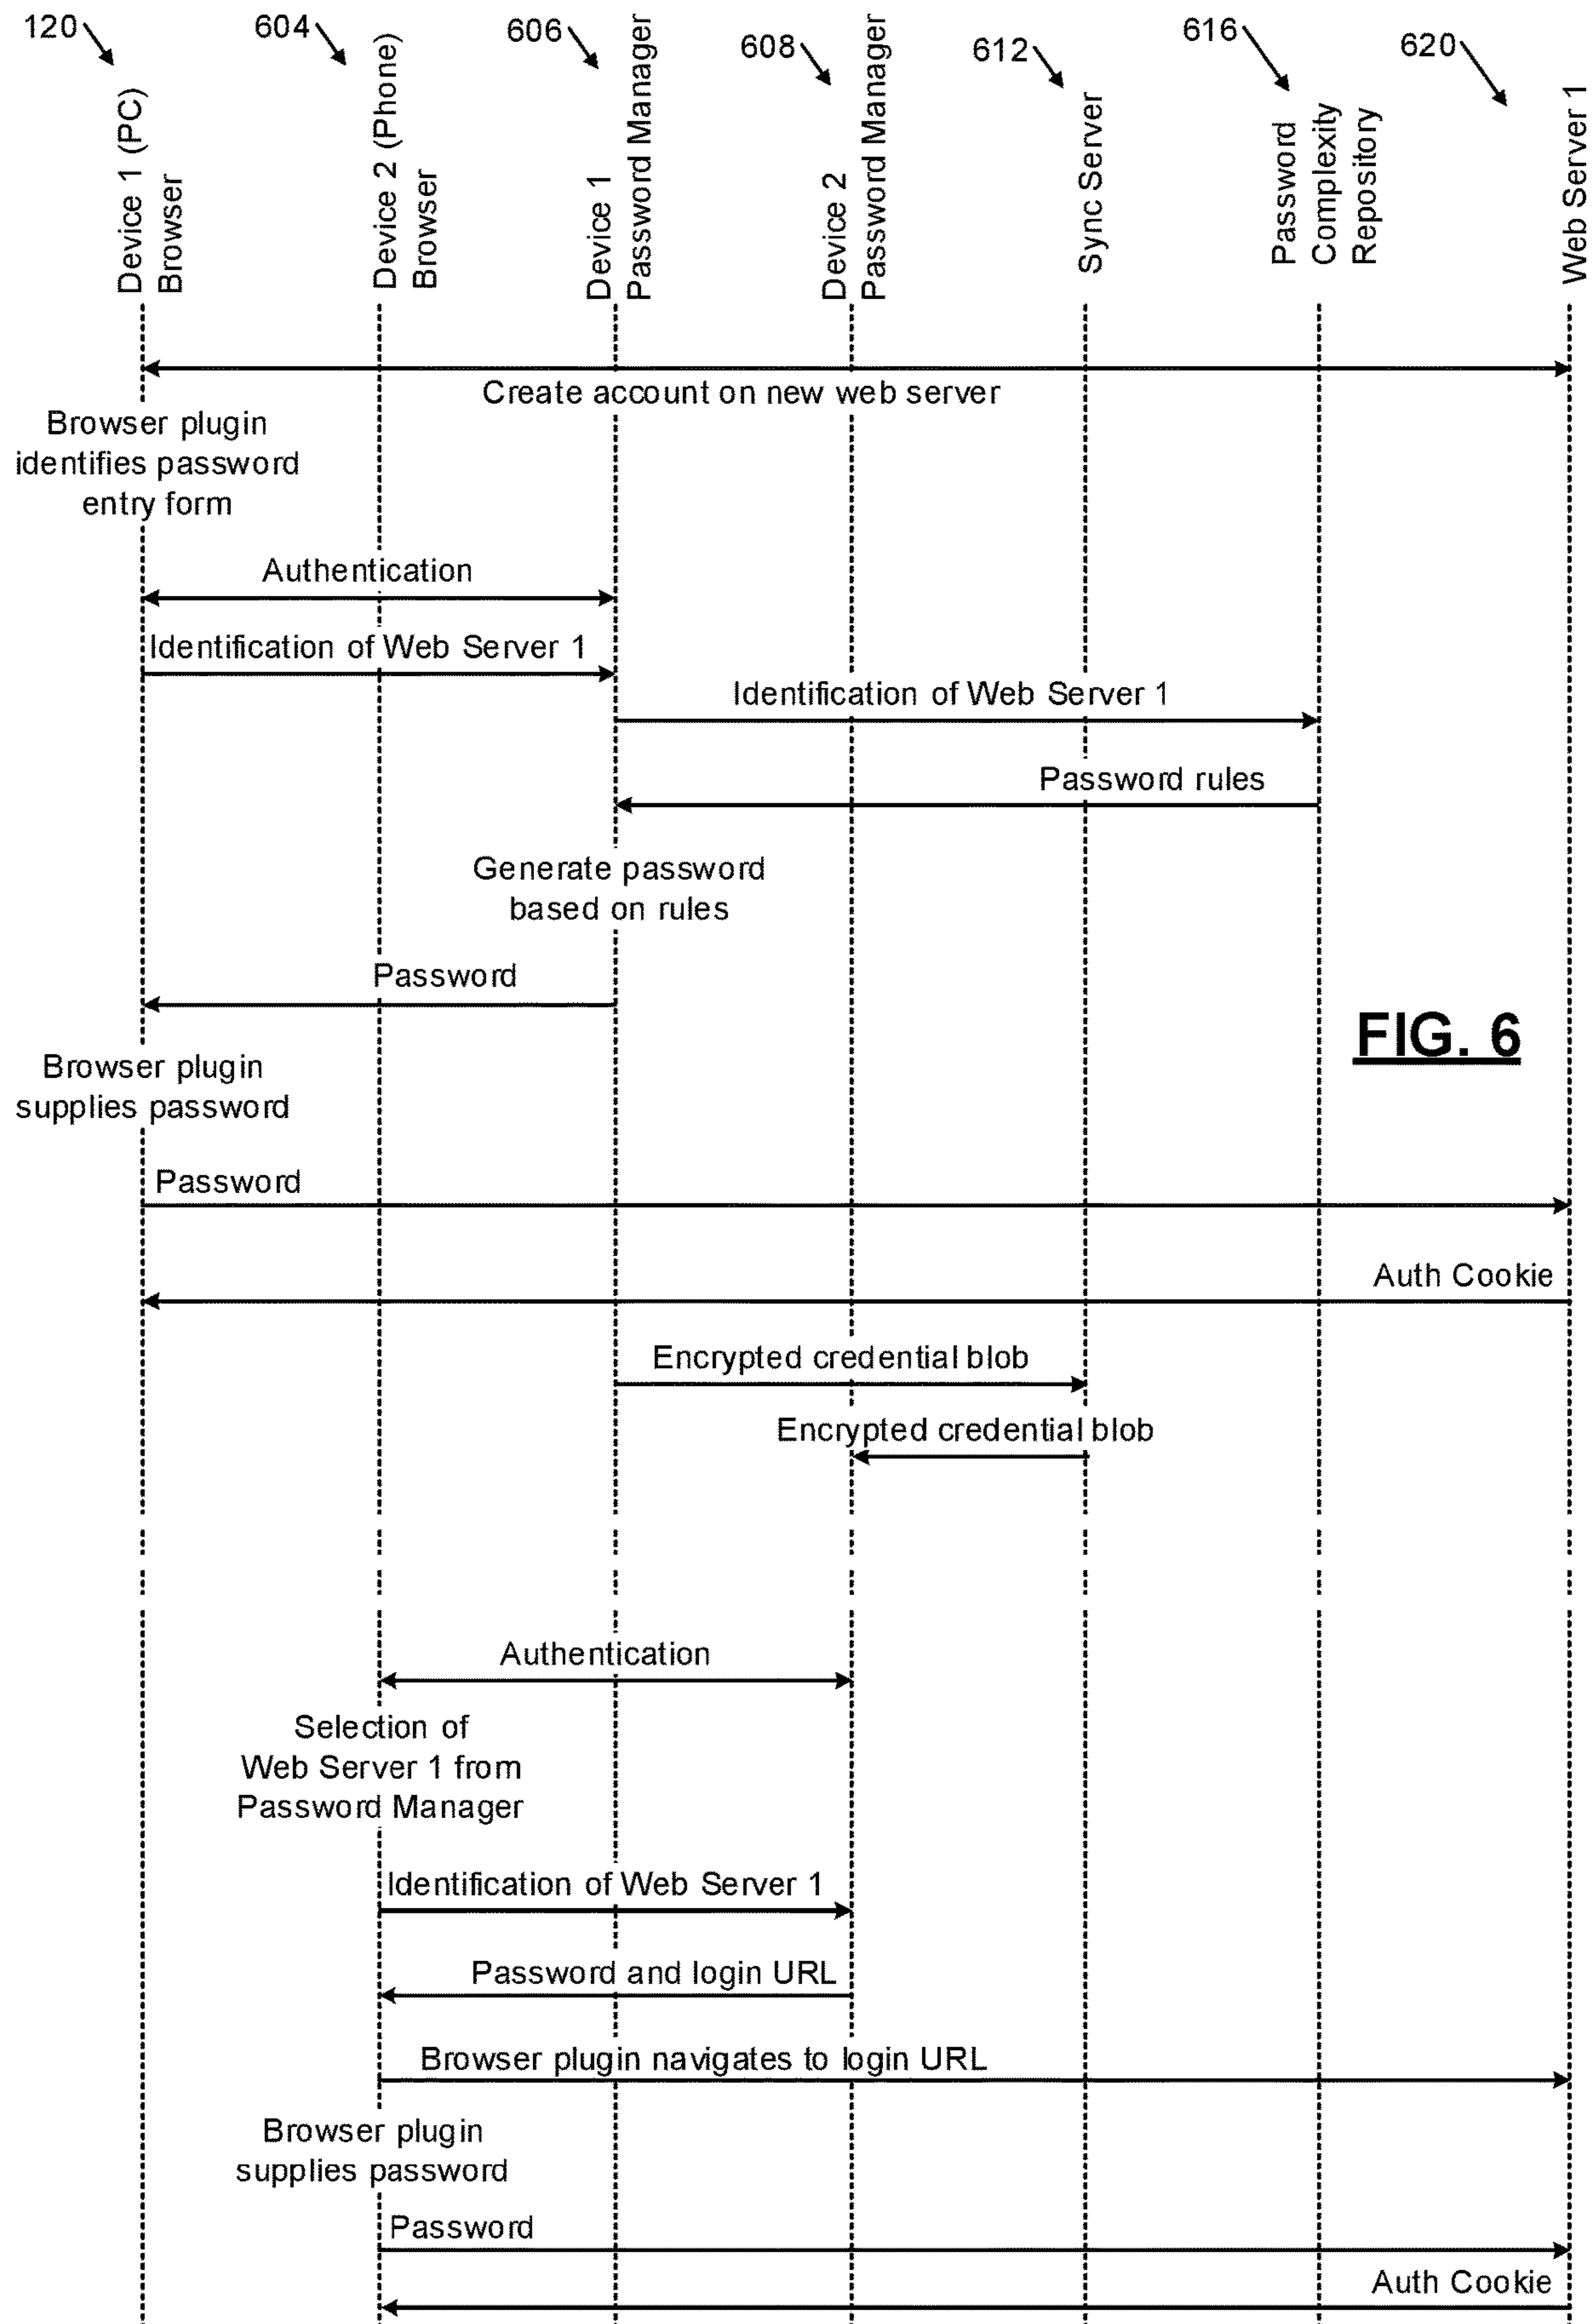 120
604
606
608
612
616
620
Device 1 (PC)
Browser
Device 2 (Phone)
Browser
Device 1
Password Manager
Device 2
Password Manager
Sync Server
Password
Complexity
Repository
Web Server 1
Create account on new web server
Browser plugin
identifies password
entry form
Authentication
Identification of Web Server 1
Identification of Web Server 1
Password rules
Generate password
based on rules
Password
FIG. 6
Browser plugin
supplies password
Password
Auth Cookie
Encrypted credential blob
Encrypted credential blob
Authentication
Selection of
Web Server 1 from
Password Manager
Identification of Web Server 1
Password and login URL
Browser plugin navigates to login URL
Browser plugin
supplies password
Password
Auth Cookie